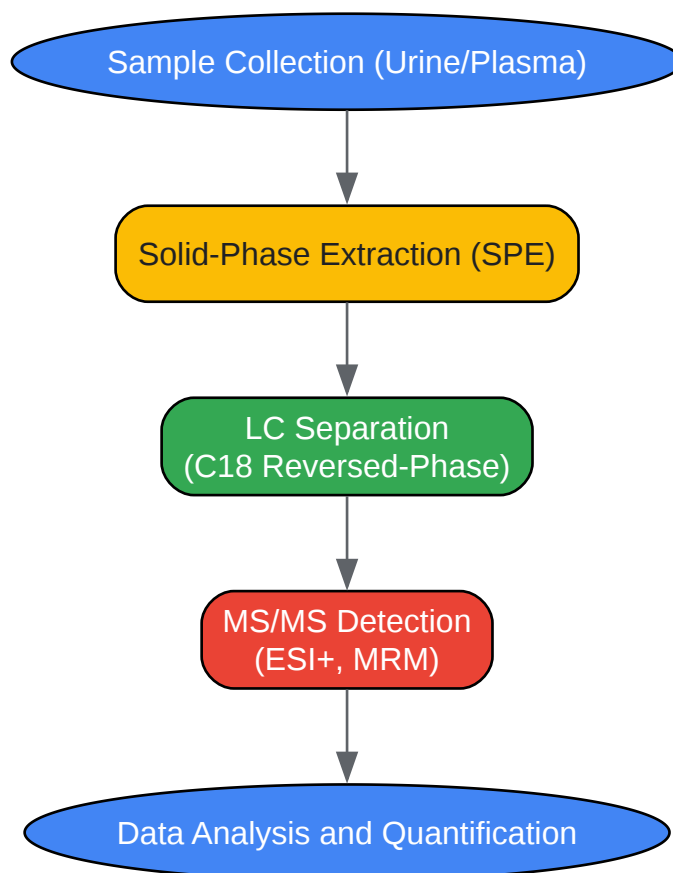 Sample Collection (Urine/Plasma)
Solid-Phase Extraction (SPE)
LC Separation
(C18 Reversed-Phase)
MS/MS Detection
(ESI+, MRM)
Data Analysis and Quantification